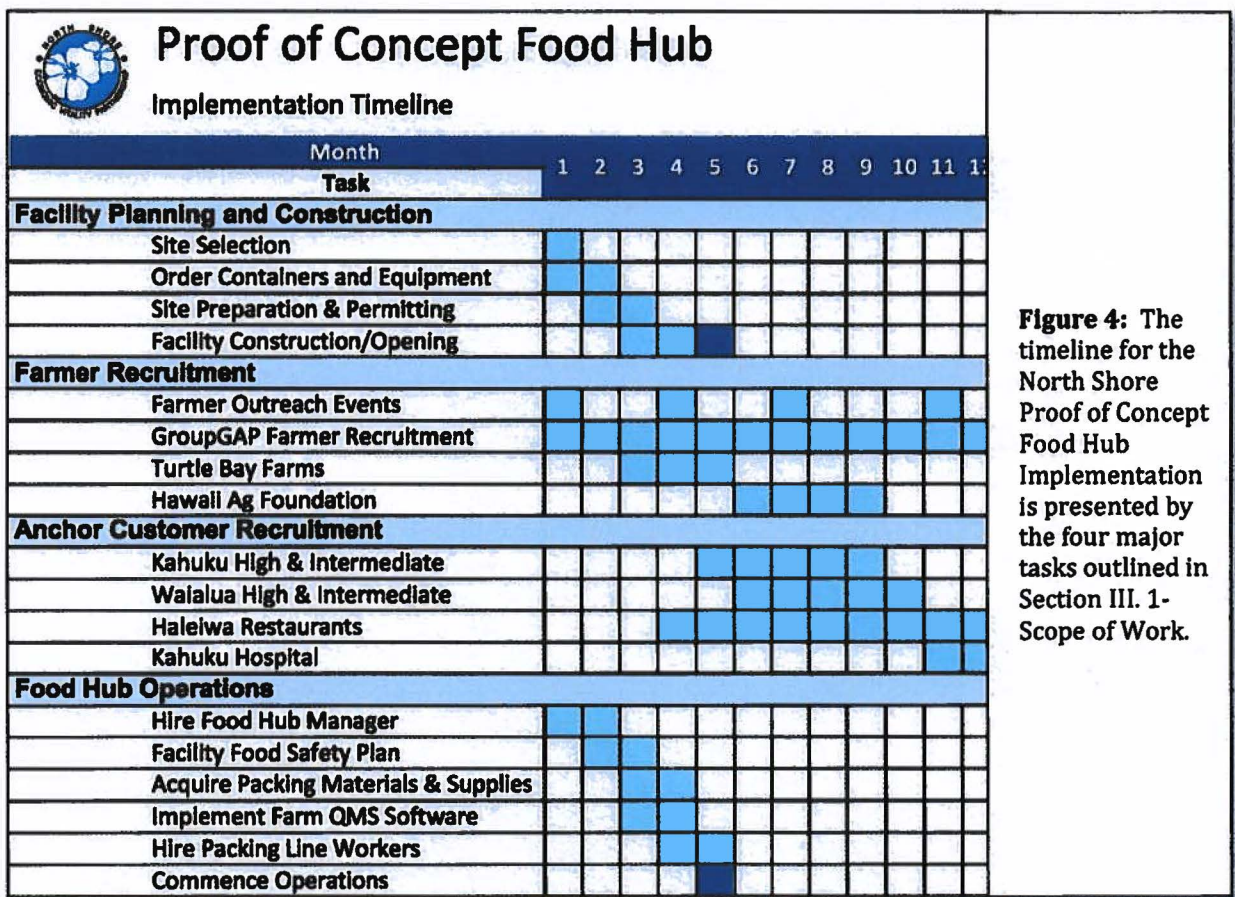 NORTH SHORE
Proof of Concept Food Hub
Implementation Timeline
Month
1 2 3 4 5 6 7 8 9 10 11 1
Task
Facility Planning and Construction
Site Selection
Order Containers and Equipment
Site Preparation & Permitting
Facility Construction/Opening
Farmer Recruitment
Farmer Outreach Events
GroupGAP Farmer Recruitment
Turtle Bay Farms
Hawaii Ag Foundation
Anchor Customer Recruitment
Kahuku High & Intermediate
Waialua High & Intermediate
Haleiwa Restaurants
Kahuku Hospital
Food Hub Operations
Hire Food Hub Manager
Facility Food Safety Plan
Acquire Packing Materials & Supplies
Implement Farm QMS Software
Hire Packing Line Workers
Commence Operations
Figure 4: The
timeline for the
North Shore
Proof of Concept
Food Hub
Implementation
is presented by
the four major
tasks outlined in
Section III. 1-
Scope of Work.